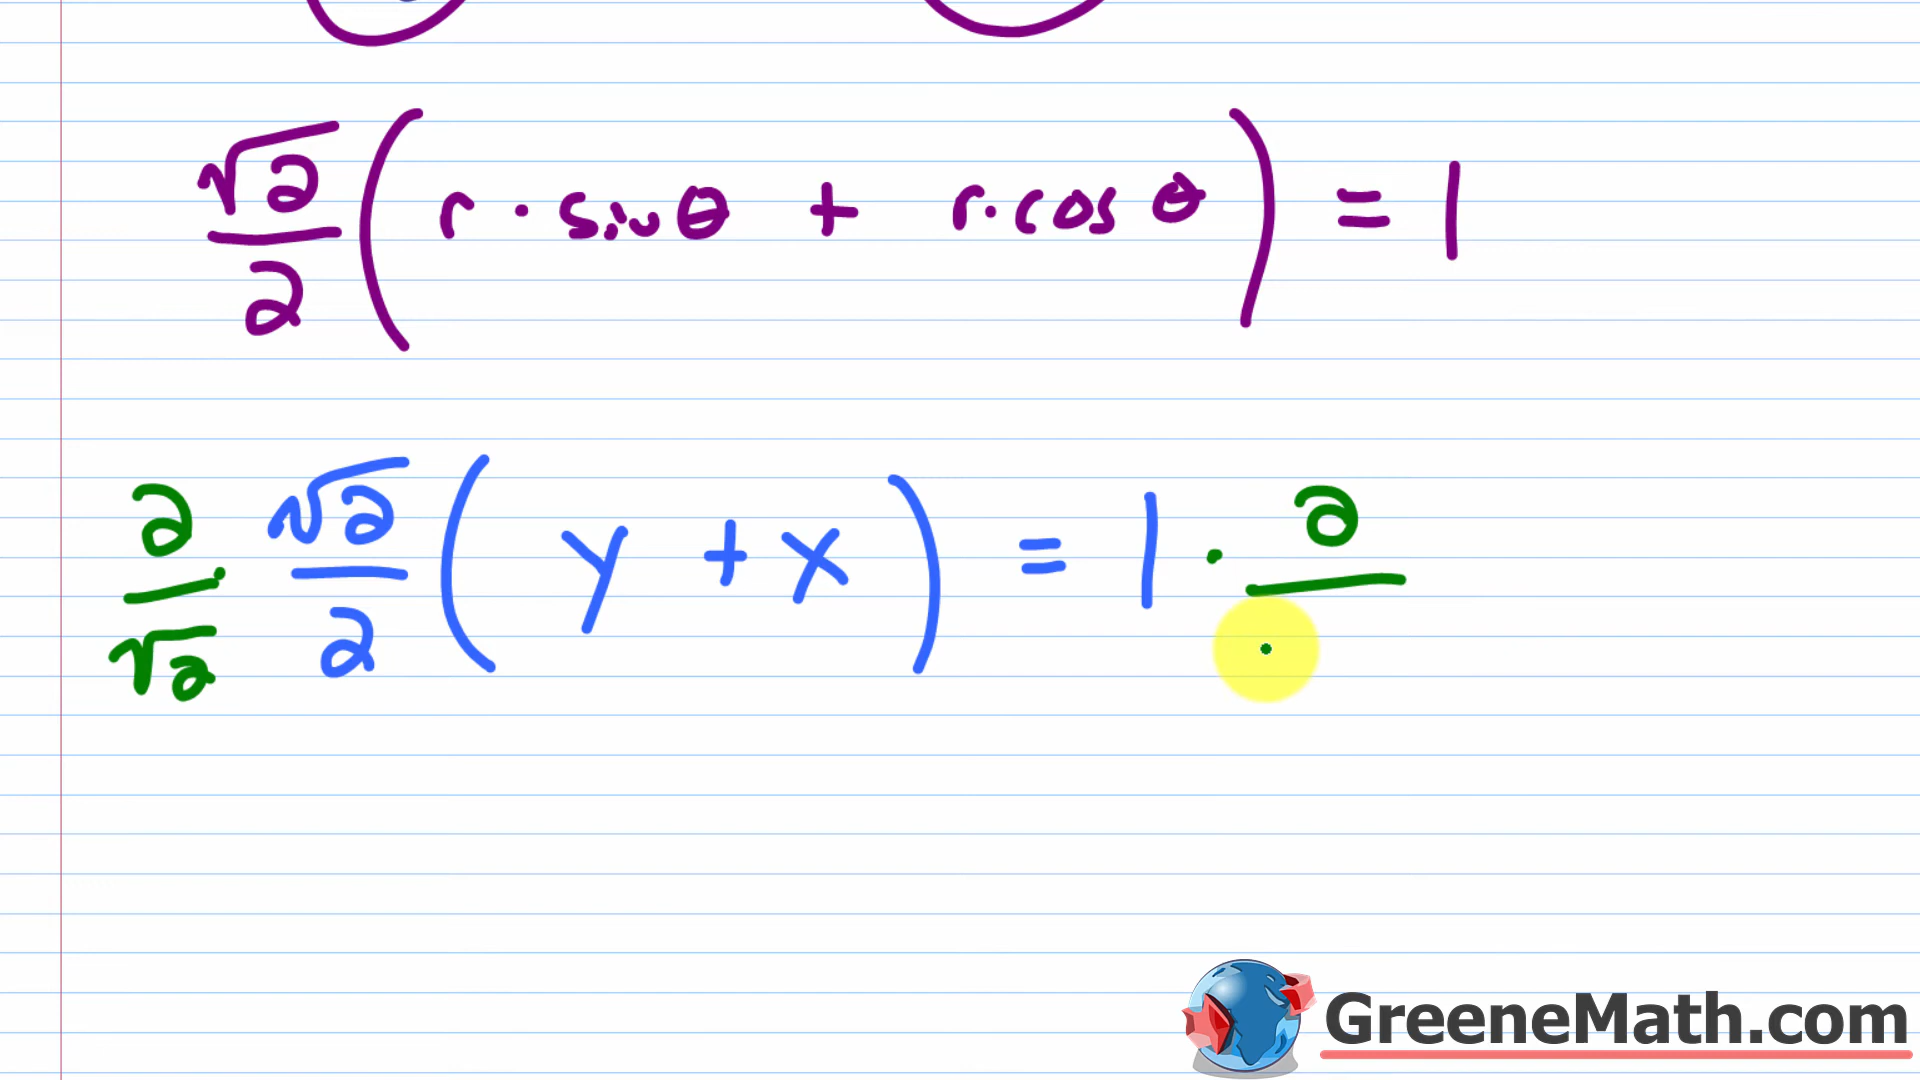 √2/2 (r · sin θ + r · cos θ) = 1
2/√2 · √2/2 (y + x) = 1 · 2/
GreeneMath.com